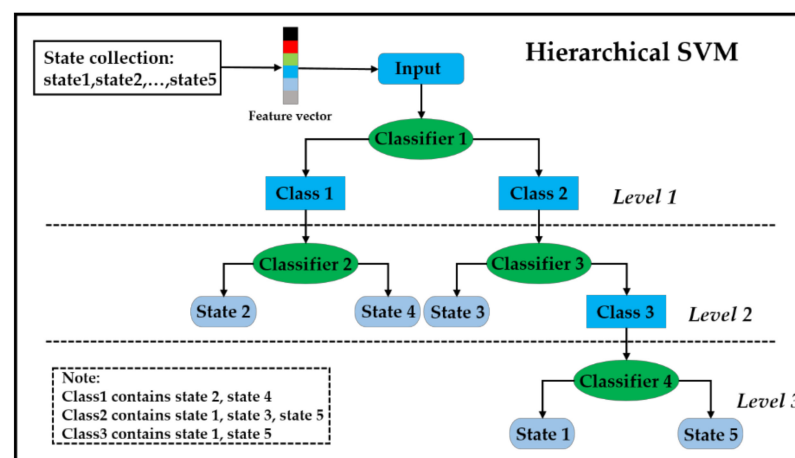 State collection:
state1,state2,...,state5
Feature vector
Input
Hierarchical SVM
Classifier 1
Class 1
Class 2
Level 1
Classifier 2
Classifier 3
State 2
State 4
State 3
Class 3
Level 2
Note:
Class1 contains state 2, state 4
Class2 contains state 1, state 3, state 5
Class3 contains state 1, state 5
Classifier 4
Level 3
State 1
State 5